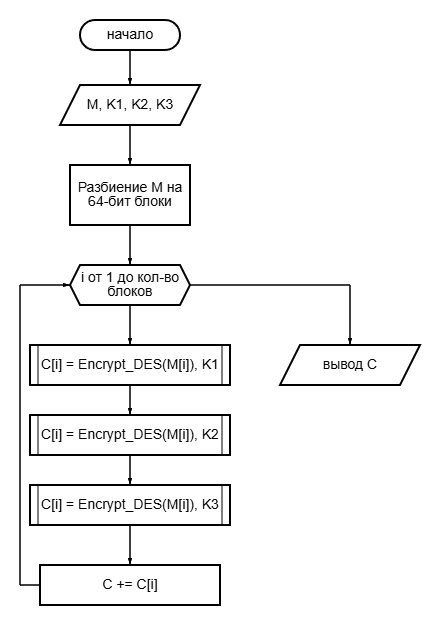 начало
M, K1, K2, K3
Разбиение M на
64-бит блоки
i от 1 до кол-во
блоков
C[i] = Encrypt_DES(M[i]), K1
вывод C
C[i] = Encrypt_DES(M[i]), K2
C[i] = Encrypt_DES(M[i]), K3
C += C[i]